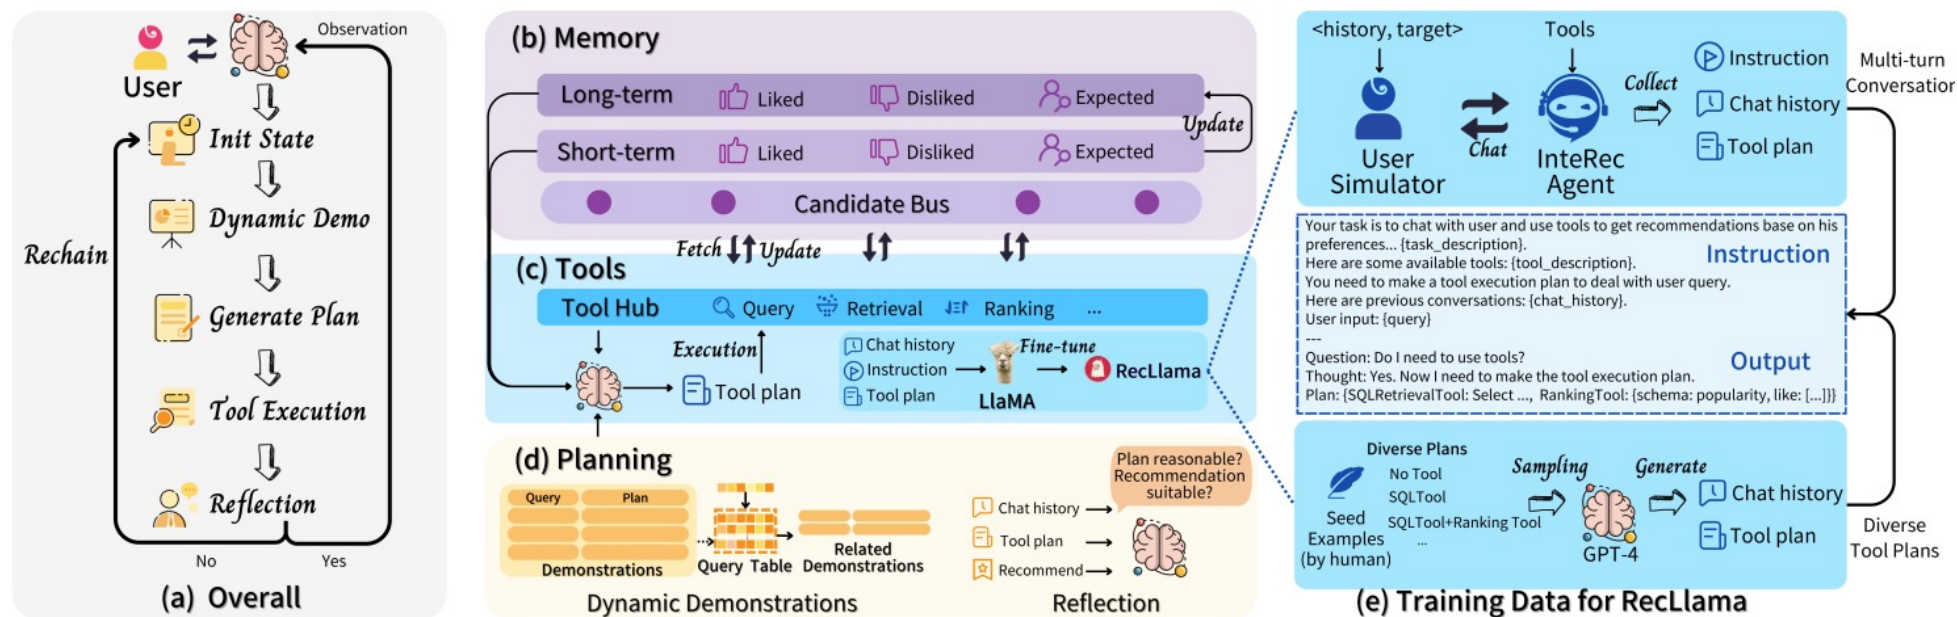 Observation
User
Init State
Dynamic Demo
Rechain
Generate Plan
Tool Execution
Reflection
No
Yes
(a) Overall
(b) Memory
Long-term
Liked
Disliked
Expected
Update
Short-term
Liked
Disliked
Expected
Candidate Bus
Fetch
Update
(c) Tools
Tool Hub
Query
Retrieval
Ranking
...
Execution
Tool plan
Chat history
Instruction
Tool plan
LlaMA
Fine-tune
RecLlama
(d) Planning
Query
Plan
Demonstrations
Query Table
Related
Demonstrations
Dynamic Demonstrations
Plan reasonable?
Recommendation
suitable?
Chat history
Tool plan
Recommend
Reflection
<history, target>
Tools
User
Simulator
Chat
InteRec
Agent
Collect
Instruction
Chat history
Tool plan
Multi-turn
Conversation
Your task is to chat with user and use tools to get recommendations base on his
preferences... {task_description}.
Here are some available tools: {tool_description}.
You need to make a tool execution plan to deal with user query.
Here are previous conversations: {chat_history}.
User input: {query}
---
Question: Do I need to use tools?
Thought: Yes. Now I need to make the tool execution plan.
Plan: {SQLRetrievalTool: Select ..., RankingTool: {schema: popularity, like: [...]}}
Instruction
Output
Seed
Examples
(by human)
Diverse Plans
No Tool
SQLTool
SQLTool+Ranking Tool
...
Sampling
GPT-4
Generate
Chat history
Tool plan
Diverse
Tool Plans
(e) Training Data for RecLlama